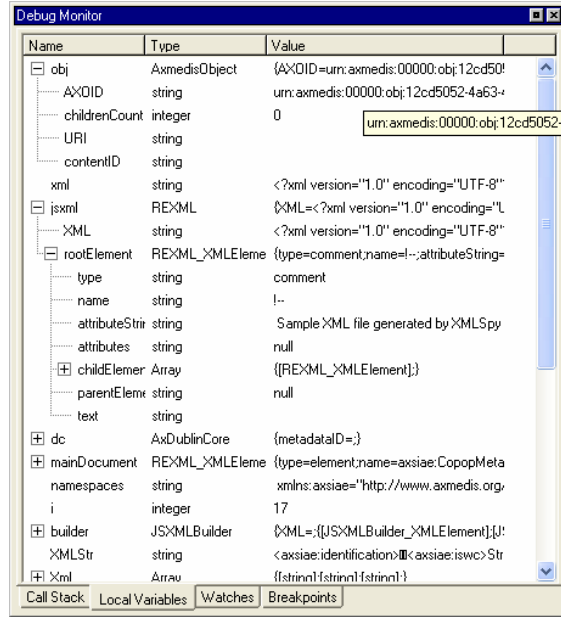 Debug Monitor
Name Type Value
obj AxmedisObject {AXOID=urn:axmedis:00000:obj:12cd50!
AXOID string urn:axmedis:00000:obj:12cd5052-4a63-4
childrenCount integer 0
urn:axmedis:00000:obj:12cd5052-
URI string
contentID string
xml string <?xml version="1.0" encoding="UTF-8"
jsxml REXML {XML=<?xml version="1.0" encoding="L
XML string <?xml version="1.0" encoding="UTF-8"
rootElement REXML_XMLEleme {type=comment;name=!--;attributeString=
type string comment
name string !--
attributeStrir string Sample XML file generated by XMLSpy
attributes string null
childElemer Array {[REXML_XMLElement];}
parentEleme string null
text string
dc AxDublinCore {metadataID=;}
mainDocument REXML_XMLEleme {type=element;name=axsiae:CopopMeta
namespaces string xmlns:axsiae="http://www.axmedis.org/
i integer 17
builder JSXMLBuilder {XML=;{[JSXMLBuilder_XMLElement];[J!
XMLStr string <axsiae:identification>▯▯<axsiae:iswc>Str
Xml Array {[string];[string];[string];}
Call Stack Local Variables Watches Breakpoints